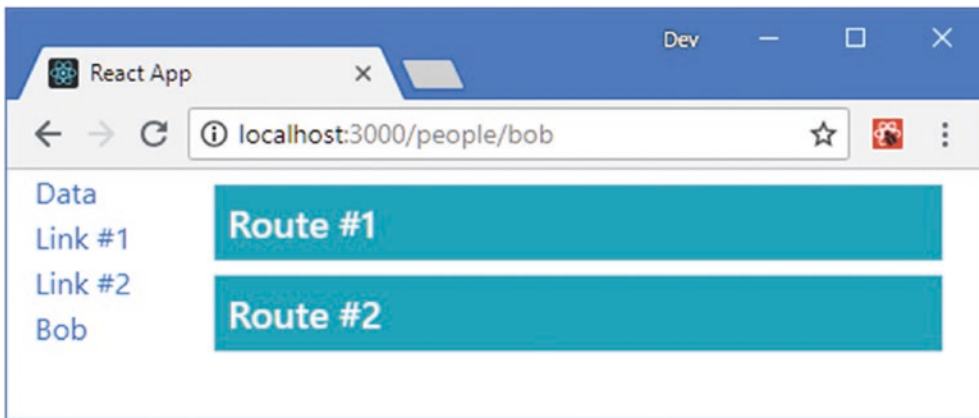 Dev
React App
localhost:3000/people/bob
Data
Link #1
Link #2
Bob
Route #1
Route #2